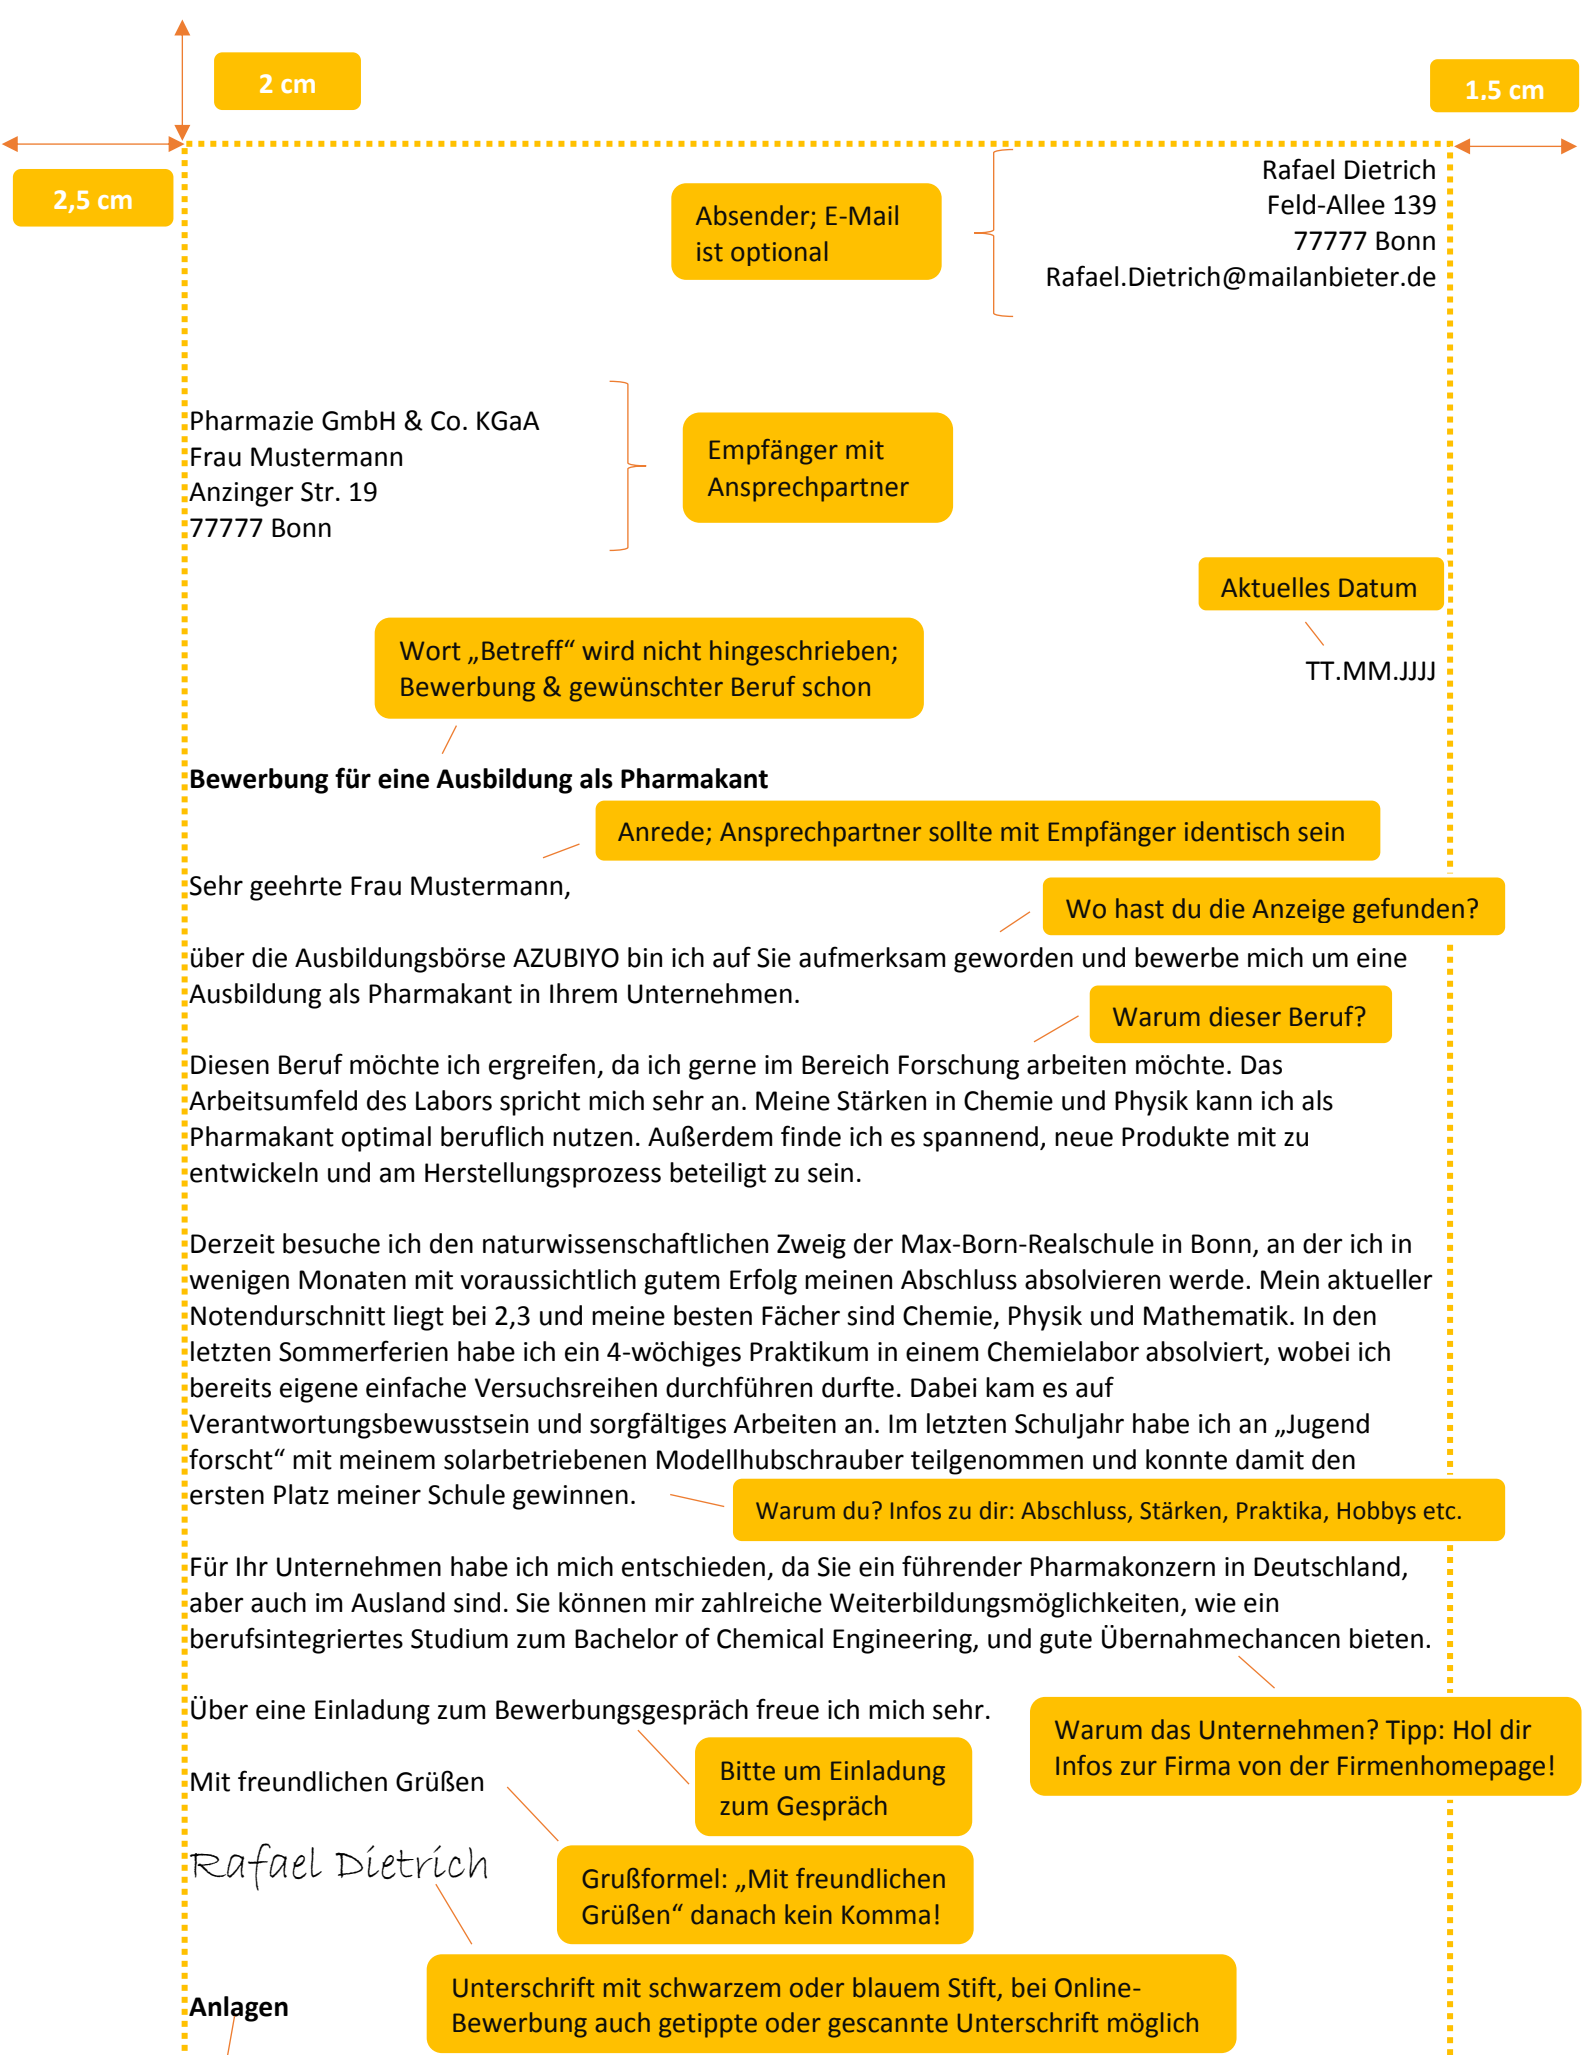 2 cm
1,5 cm
2,5 cm
Rafael Dietrich
Feld-Allee 139
77777 Bonn
Rafael.Dietrich@mailanbieter.de
Absender; E-Mail
ist optional
Pharmazie GmbH & Co. KGaA
Frau Mustermann
Anzinger Str. 19
77777 Bonn
Empfänger mit
Ansprechpartner
Aktuelles Datum
TT.MM.JJJJ
Wort „Betreff“ wird nicht hingeschrieben;
Bewerbung & gewünschter Beruf schon
Bewerbung für eine Ausbildung als Pharmakant
Anrede; Ansprechpartner sollte mit Empfänger identisch sein
Sehr geehrte Frau Mustermann,
Wo hast du die Anzeige gefunden?
über die Ausbildungsbörse AZUBIYO bin ich auf Sie aufmerksam geworden und bewerbe mich um eine
Ausbildung als Pharmakant in Ihrem Unternehmen.
Warum dieser Beruf?
Diesen Beruf möchte ich ergreifen, da ich gerne im Bereich Forschung arbeiten möchte. Das
Arbeitsumfeld des Labors spricht mich sehr an. Meine Stärken in Chemie und Physik kann ich als
Pharmakant optimal beruflich nutzen. Außerdem finde ich es spannend, neue Produkte mit zu
entwickeln und am Herstellungsprozess beteiligt zu sein.
Derzeit besuche ich den naturwissenschaftlichen Zweig der Max-Born-Realschule in Bonn, an der ich in
wenigen Monaten mit voraussichtlich gutem Erfolg meinen Abschluss absolvieren werde. Mein aktueller
Notendurschnitt liegt bei 2,3 und meine besten Fächer sind Chemie, Physik und Mathematik. In den
letzten Sommerferien habe ich ein 4-wöchiges Praktikum in einem Chemielabor absolviert, wobei ich
bereits eigene einfache Versuchsreihen durchführen durfte. Dabei kam es auf
Verantwortungsbewusstsein und sorgfältiges Arbeiten an. Im letzten Schuljahr habe ich an „Jugend
forscht“ mit meinem solarbetriebenen Modellhubschrauber teilgenommen und konnte damit den
ersten Platz meiner Schule gewinnen.
Warum du? Infos zu dir: Abschluss, Stärken, Praktika, Hobbys etc.
Für Ihr Unternehmen habe ich mich entschieden, da Sie ein führender Pharmakonzern in Deutschland,
aber auch im Ausland sind. Sie können mir zahlreiche Weiterbildungsmöglichkeiten, wie ein
berufsintegriertes Studium zum Bachelor of Chemical Engineering, und gute Übernahmechancen bieten.
Über eine Einladung zum Bewerbungsgespräch freue ich mich sehr.
Warum das Unternehmen? Tipp: Hol dir
Infos zur Firma von der Firmenhomepage!
Bitte um Einladung
zum Gespräch
Mit freundlichen Grüßen
Rafael Dietrich
Grußformel: „Mit freundlichen
Grüßen“ danach kein Komma!
Unterschrift mit schwarzem oder blauem Stift, bei Online-
Bewerbung auch getippte oder gescannte Unterschrift möglich
Anlagen